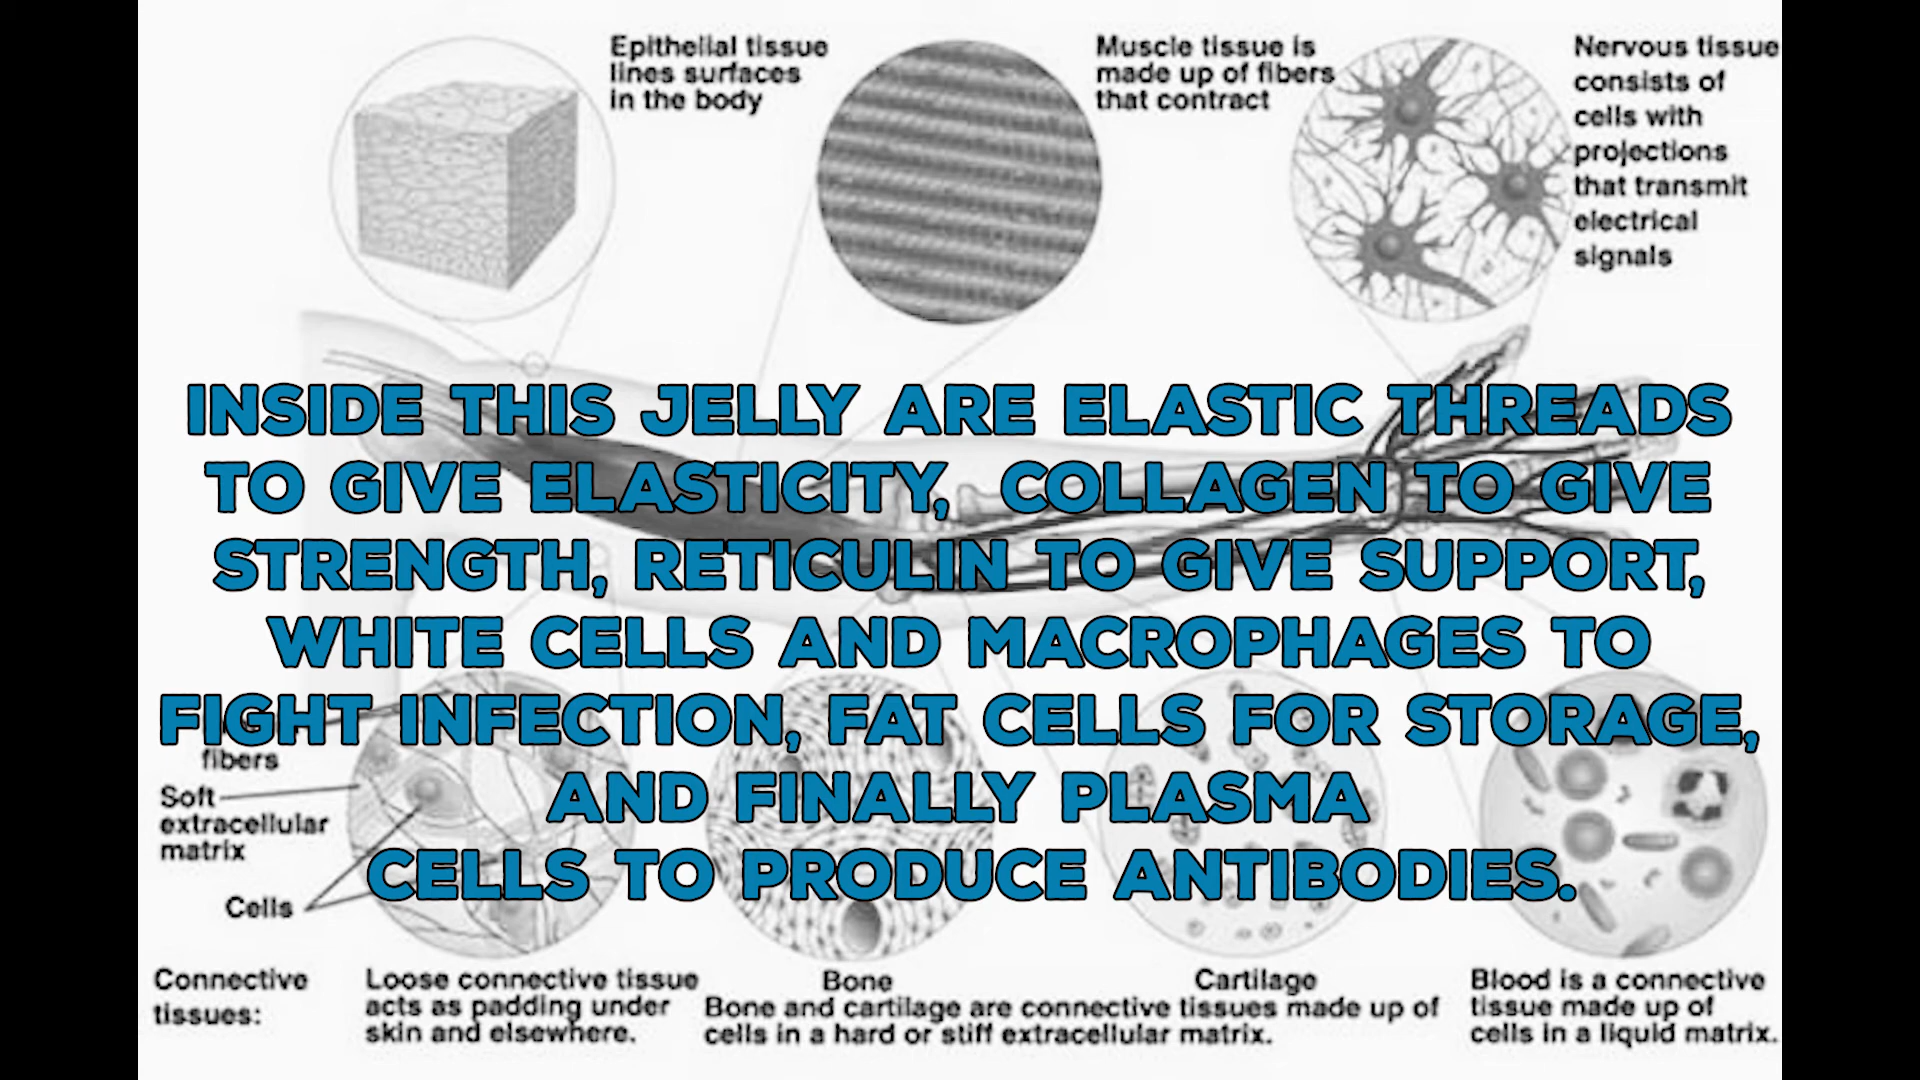 Epithelial tissue
lines surfaces
in the body
Muscle tissue is
made up of fibers
that contract
Nervous tissue
consists of
cells with
projections
that transmit
electrical
signals
INSIDE THIS JELLY ARE ELASTIC THREADS
TO GIVE ELASTICITY, COLLAGEN TO GIVE
STRENGTH, RETICULIN TO GIVE SUPPORT,
WHITE CELLS AND MACROPHAGES TO
FIGHT INFECTION, FAT CELLS FOR STORAGE,
AND FINALLY PLASMA
CELLS TO PRODUCE ANTIBODIES.
fibers
Soft
extracellular
matrix
Cells
Connective
tissues:
Loose connective tissue
acts as padding under
skin and elsewhere.
Bone
Cartilage
Bone and cartilage are connective tissues made up of
cells in a hard or stiff extracellular matrix.
Blood is a connective
tissue made up of
cells in a liquid matrix.